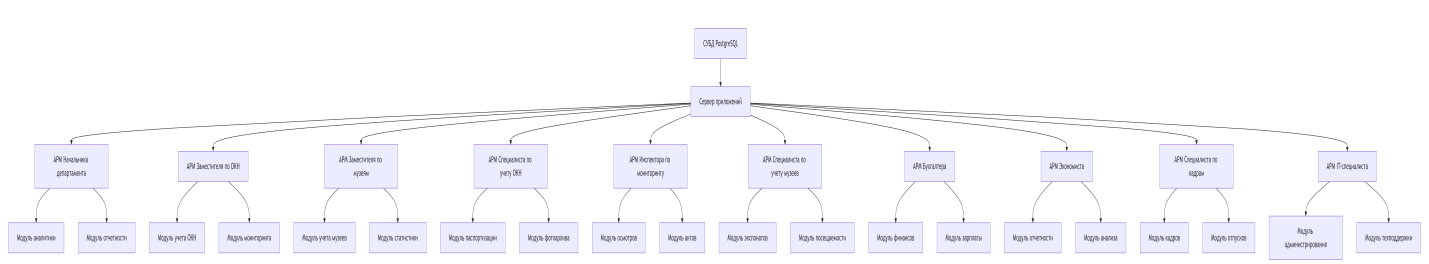 СУБД PostgreSQL
Сервер приложений
АРМ Начальника
департамента
АРМ Заместителя по ОКН
АРМ Заместителя по
музеям
АРМ Специалиста по
учету ОКН
АРМ Инспектора по
мониторингу
АРМ Специалиста по
учету музеев
АРМ Бухгалтера
АРМ Экономиста
АРМ Специалиста по
кадрам
АРМ IT-специалиста
Модуль аналитики
Модуль отчетности
Модуль учета ОКН
Модуль мониторинга
Модуль учета музеев
Модуль статистики
Модуль паспортизации
Модуль фотоархива
Модуль осмотров
Модуль актов
Модуль экспонатов
Модуль посещаемости
Модуль финансов
Модуль зарплаты
Модуль отчетности
Модуль анализа
Модуль кадров
Модуль отпусков
Модуль
администрирования
Модуль техподдержки